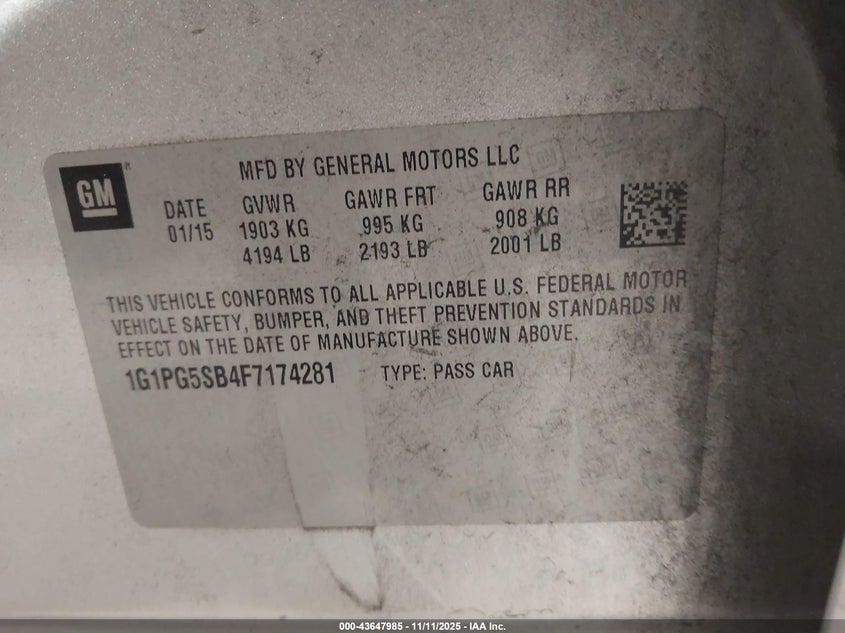 GM
MFD BY GENERAL MOTORS LLC
DATE GVWR GAWR FRT GAWR RR
01/15 1903 KG 995 KG 908 KG
4194 LB 2193 LB 2001 LB
THIS VEHICLE CONFORMS TO ALL APPLICABLE U.S. FEDERAL MOTOR
VEHICLE SAFETY, BUMPER, AND THEFT PREVENTION STANDARDS IN
EFFECT ON THE DATE OF MANUFACTURE SHOWN ABOVE.
1G1PG5SB4F7174281 TYPE: PASS CAR
000-43647985 - 11/11/2025 - IAA Inc.